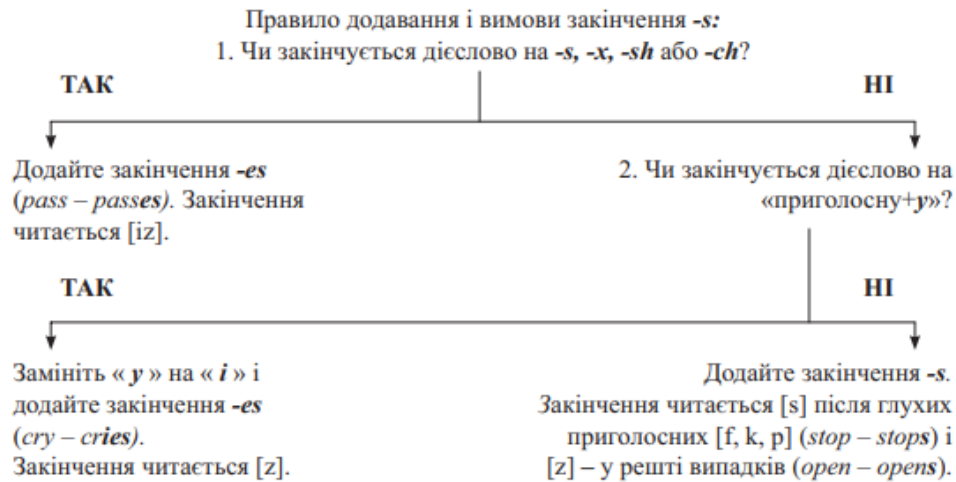 Правило додавання і вимови закінчення -s:
1. Чи закінчується дієслово на -s, -x, -sh або -ch?
ТАК
НІ
Додайте закінчення -es
(pass – passes). Закінчення
читається [iz].
2. Чи закінчується дієслово на
«приголосну+y»?
ТАК
НІ
Замініть « y » на « i » і
додайте закінчення -es
(cry – cries).
Закінчення читається [z].
Додайте закінчення -s.
Закінчення читається [s] після глухих
приголосних [f, k, p] (stop – stops) і
[z] – у решті випадків (open – opens).